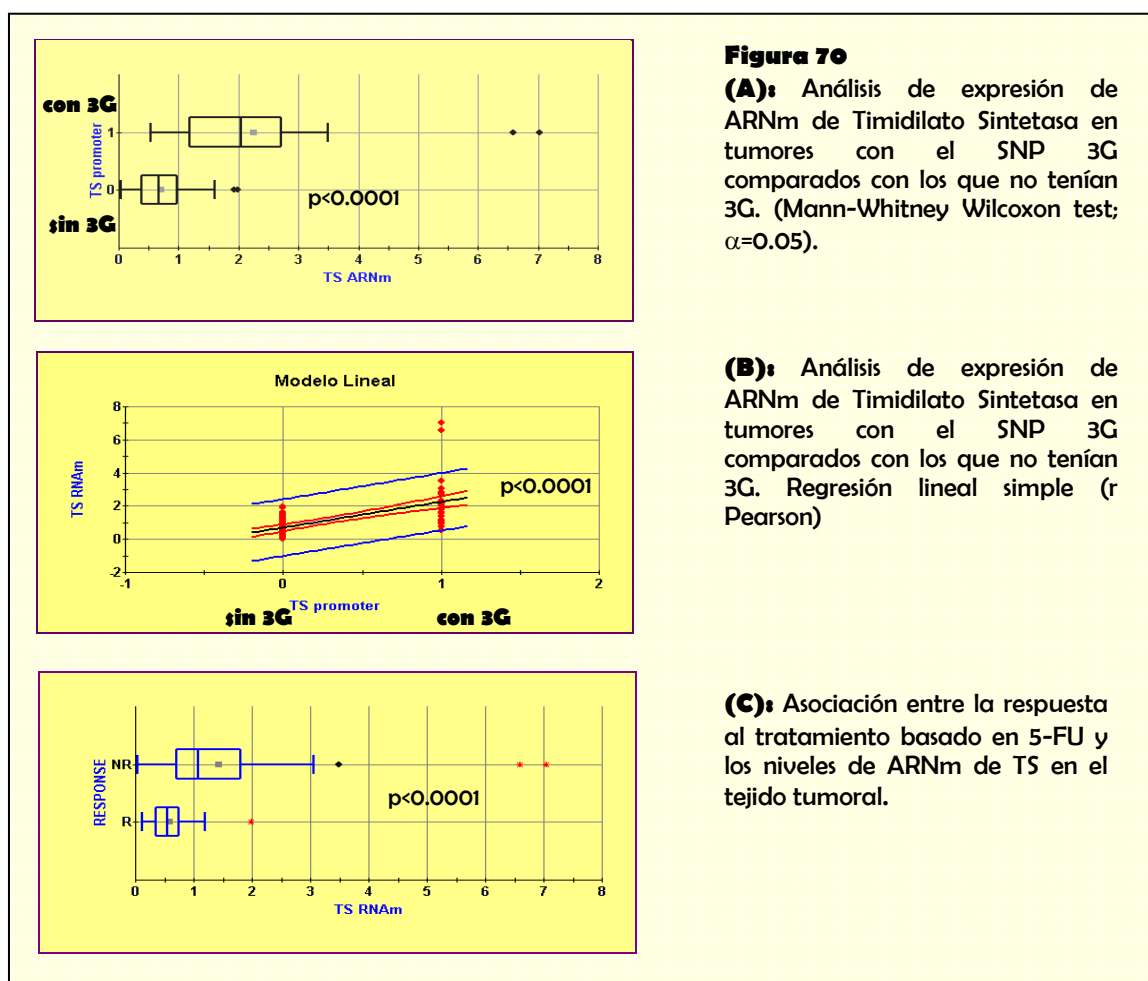 con 3G
TS promoter
1
0
sin 3G
p<0.0001
0 1 2 3 4 5 6 7 8
TS ARNm
Figura 70
(A): Análisis de expresión de
ARNm de Timidilato Sintetasa en
tumores con el SNP 3G
comparados con los que no tenían
3G. (Mann-Whitney Wilcoxon test;
α=0.05).
Modelo Lineal
TS RNAm
8
6
4
2
0
-2
p<0.0001
-1 0 1 2
TS promoter
sin 3G con 3G
(B): Análisis de expresión de
ARNm de Timidilato Sintetasa en
tumores con el SNP 3G
comparados con los que no tenían
3G. Regresión lineal simple (r
Pearson)
RESPONSE
NR
R
p<0.0001
0 1 2 3 4 5 6 7 8
TS RNAm
(C): Asociación entre la respuesta
al tratamiento basado en 5-FU y
los niveles de ARNm de TS en el
tejido tumoral.